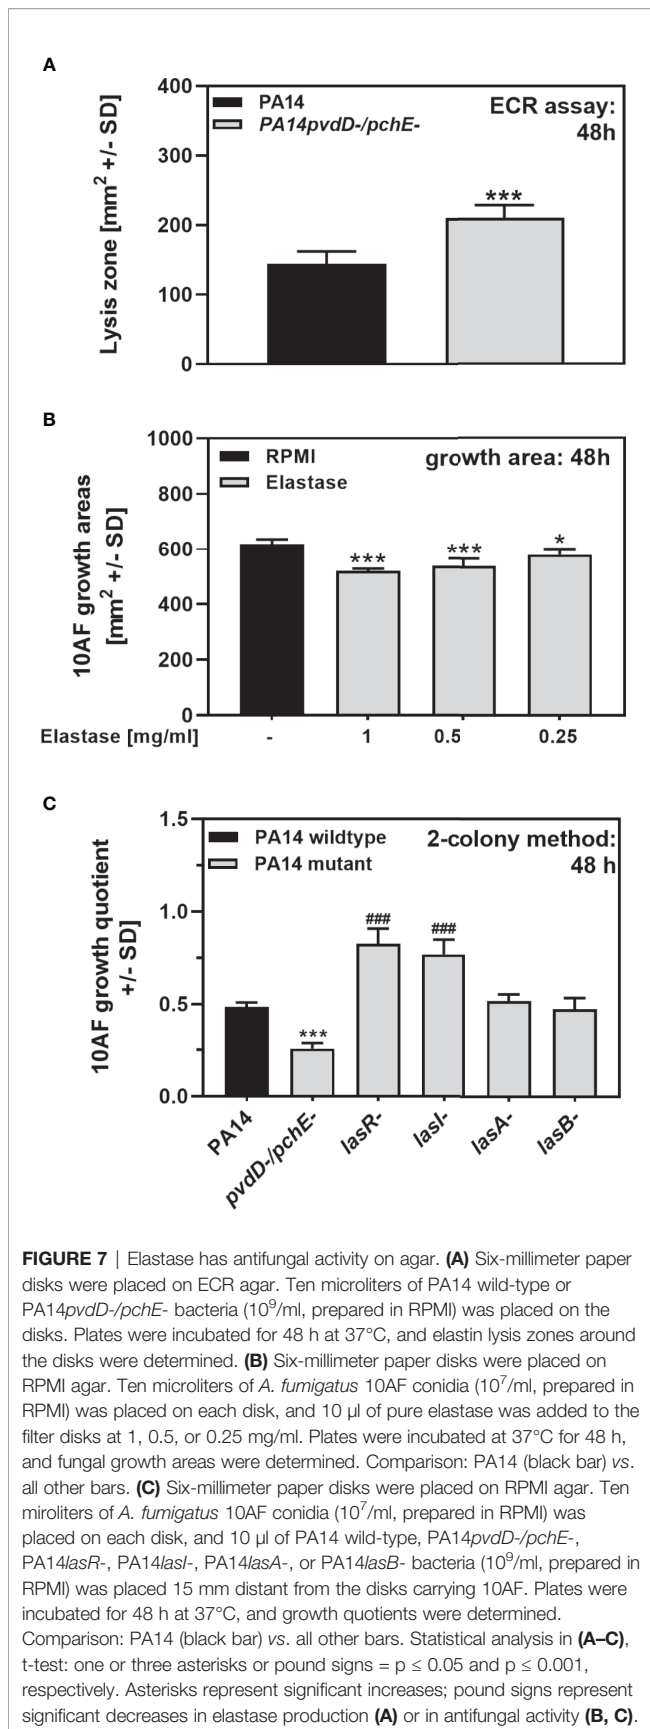 A
400
300
200
100
0
Lysis zone [mm² +/- SD]
PA14
PA14pvdD-/pchE-
ECR assay:
48h
***
B
1000
800
600
400
200
0
10AF growth areas
[mm² +/- SD]
RPMI
Elastase
growth area: 48h
***
***
*
Elastase [mg/ml]
-
1
0.5
0.25
C
1.5
1.0
0.5
0.0
10AF growth quotient
+/- SD]
PA14 wildtype
PA14 mutant
2-colony method:
48 h
***
###
###
PA14
pvdD-/pchE-
lasR-
lasI-
lasA-
lasB-
FIGURE 7 | Elastase has antifungal activity on agar. (A) Six-millimeter paper
disks were placed on ECR agar. Ten microliters of PA14 wild-type or
PA14pvdD-/pchE- bacteria (10⁹/ml, prepared in RPMI) was placed on the
disks. Plates were incubated for 48 h at 37°C, and elastin lysis zones around
the disks were determined. (B) Six-millimeter paper disks were placed on
RPMI agar. Ten microliters of A. fumigatus 10AF conidia (10⁷/ml, prepared in
RPMI) was placed on each disk, and 10 µl of pure elastase was added to the
filter disks at 1, 0.5, or 0.25 mg/ml. Plates were incubated at 37°C for 48 h,
and fungal growth areas were determined. Comparison: PA14 (black bar) vs.
all other bars. (C) Six-millimeter paper disks were placed on RPMI agar. Ten
miroliters of A. fumigatus 10AF conidia (10⁷/ml, prepared in RPMI) was
placed on each disk, and 10 µl of PA14 wild-type, PA14pvdD-/pchE-,
PA14lasR-, PA14lasI-, PA14lasA-, or PA14lasB- bacteria (10⁹/ml, prepared in
RPMI) was placed 15 mm distant from the disks carrying 10AF. Plates were
incubated for 48 h at 37°C, and growth quotients were determined.
Comparison: PA14 (black bar) vs. all other bars. Statistical analysis in (A–C),
t-test: one or three asterisks or pound signs = p ≤ 0.05 and p ≤ 0.001,
respectively. Asterisks represent significant increases; pound signs represent
significant decreases in elastase production (A) or in antifungal activity (B, C).